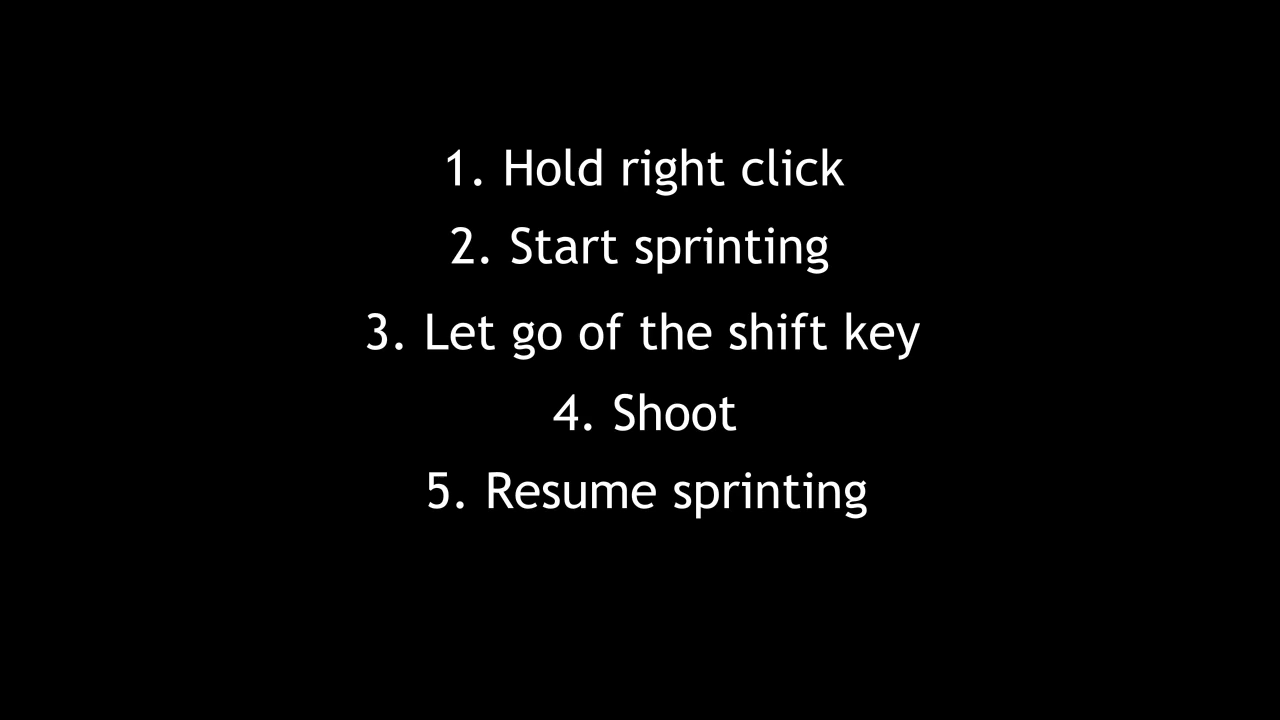 1. Hold right click
2. Start sprinting
3. Let go of the shift key
4. Shoot
5. Resume sprinting